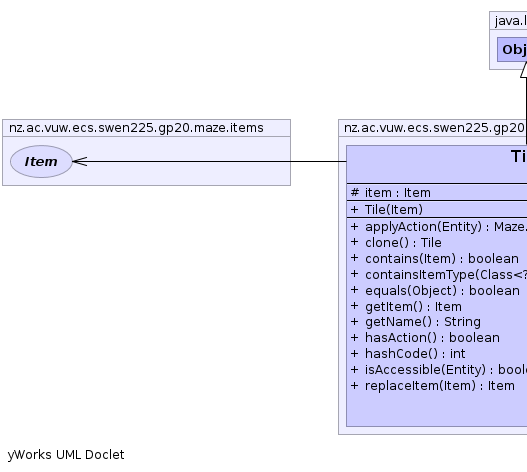 java.l
Obj
nz.ac.vuw.ecs.swen225.gp20.maze.items
Item
nz.ac.vuw.ecs.swen225.gp20
Ti
# item : Item
+ Tile(Item)
+ applyAction(Entity) : Maze.
+ clone() : Tile
+ contains(Item) : boolean
+ containsItemType(Class<?
+ equals(Object) : boolean
+ getItem() : Item
+ getName() : String
+ hasAction() : boolean
+ hashCode() : int
+ isAccessible(Entity) : boole
+ replaceItem(Item) : Item
yWorks UML Doclet